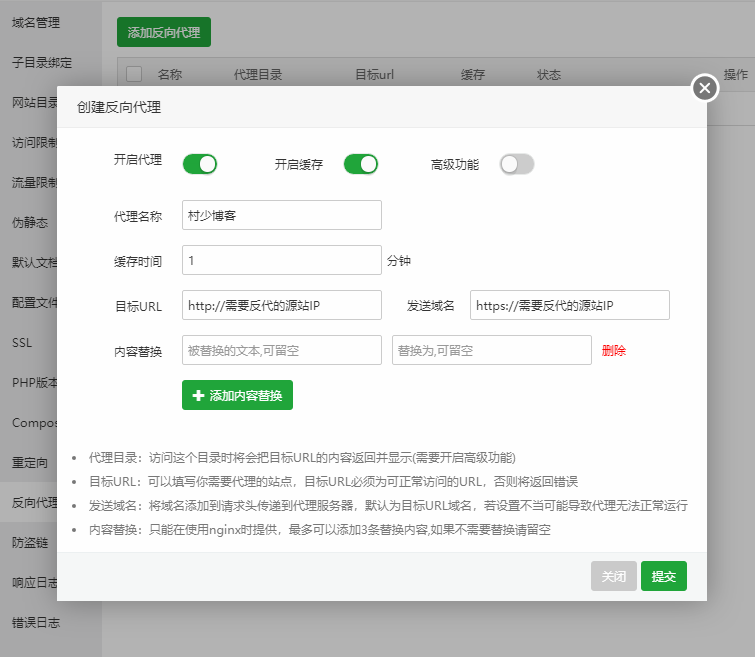 域名管理
子目录绑定
网站目录
访问限制
流量限制
伪静态
默认文档
配置文件
SSL
PHP版本
Compos
重定向
反向代理
防盗链
响应日志
错误日志
添加反向代理
名称 代理目录 目标url 缓存 状态 操作
创建反向代理
开启代理 开启缓存 高级功能
代理名称 村少博客
缓存时间 1 分钟
目标URL http://需要反代的源站IP 发送域名 https://需要反代的源站IP
内容替换 被替换的文本,可留空 替换为,可留空 删除
添加内容替换
代理目录：访问这个目录时将会把目标URL的内容返回并显示(需要开启高级功能)
目标URL：可以填写你需要代理的站点，目标URL必须为可正常访问的URL，否则将返回错误
发送域名：将域名添加到请求头传递到代理服务器，默认为目标URL域名，若设置不当可能导致代理无法正常运行
内容替换：只能在使用nginx时提供，最多可以添加3条替换内容,如果不需要替换请留空
关闭 提交